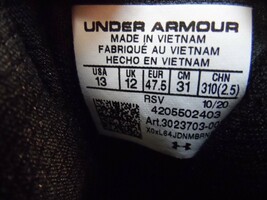 UNDER ARMOUR
MADE IN VIETNAM
FABRIQUÉ AU VIETNAM
HECHO EN VIETNAM
USA UK EUR CM CHN
13 12 47.5 31 310(2.5)
RSV 10/20
4205502403
Art.3023703-00